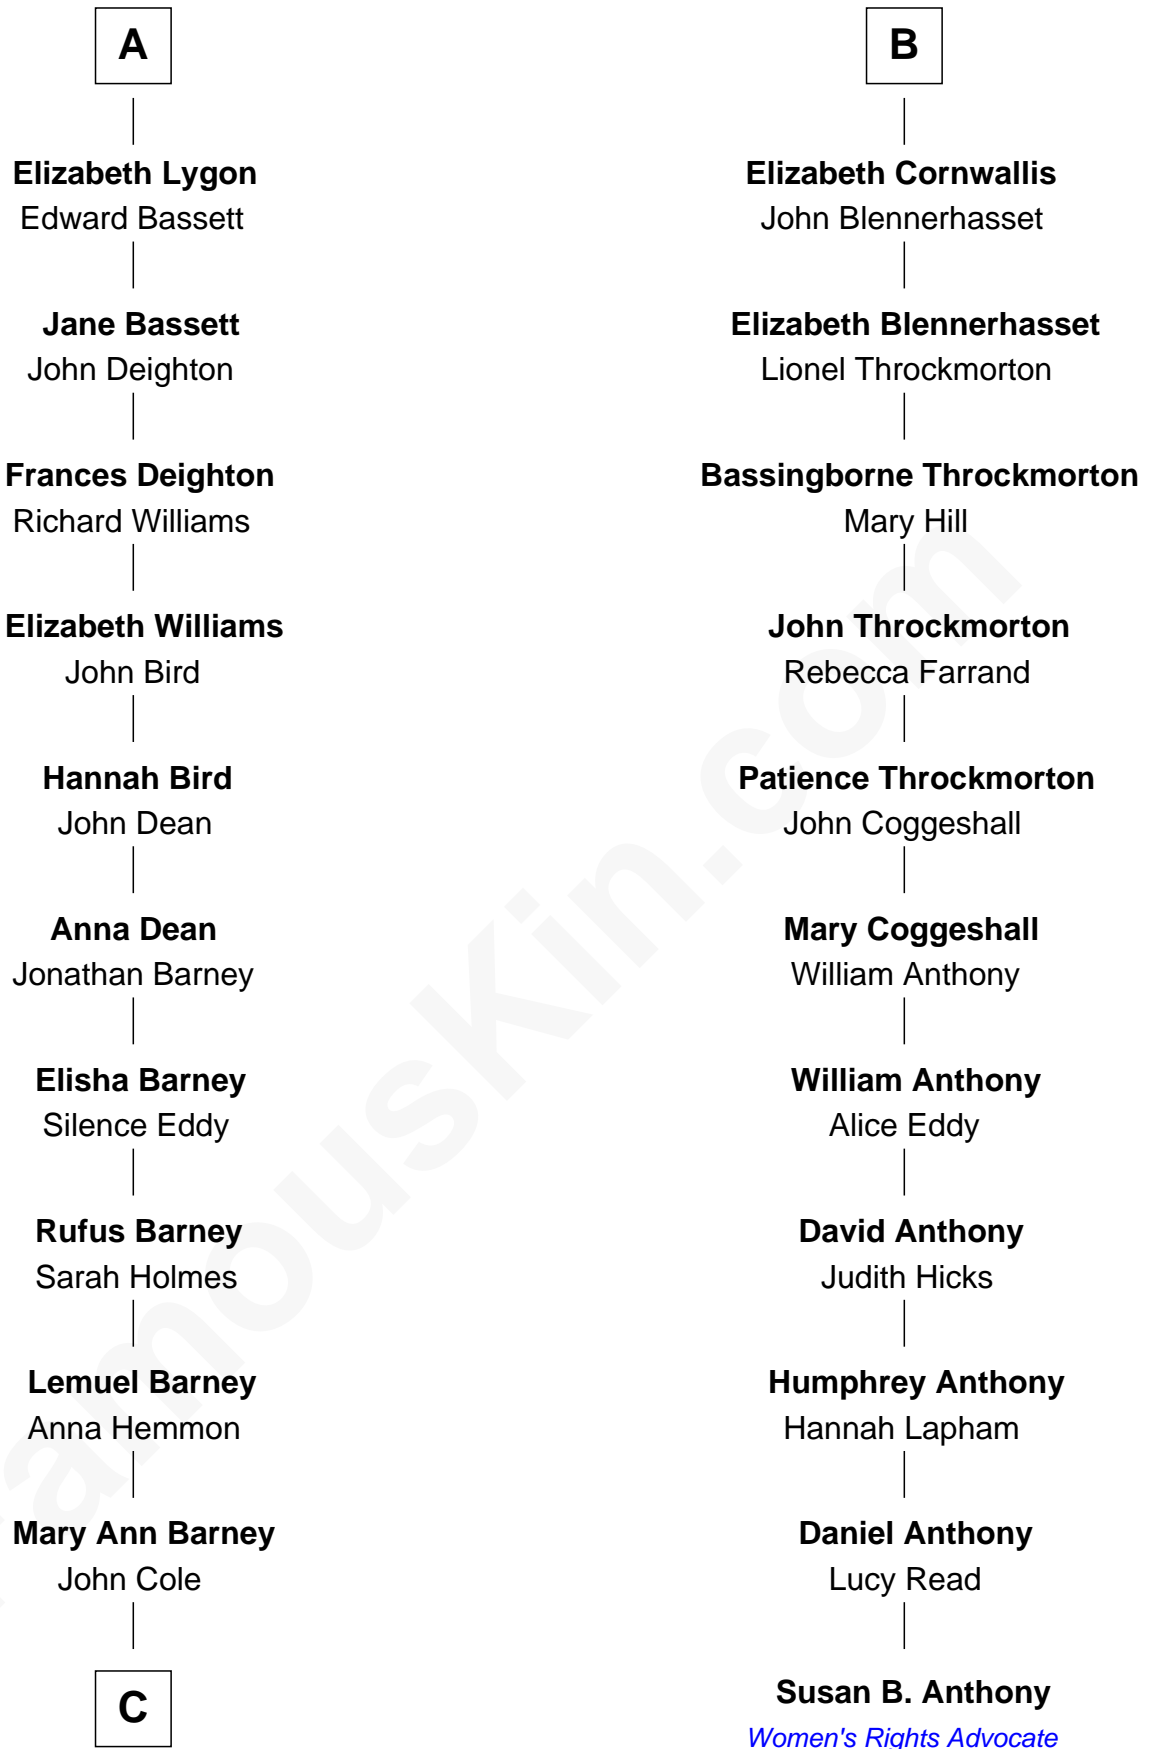 A
Elizabeth Lygon
Edward Bassett
Jane Bassett
John Deighton
Frances Deighton
Richard Williams
Elizabeth Williams
John Bird
Hannah Bird
John Dean
Anna Dean
Jonathan Barney
Elisha Barney
Silence Eddy
Rufus Barney
Sarah Holmes
Lemuel Barney
Anna Hemmon
Mary Ann Barney
John Cole
C
B
Elizabeth Cornwallis
John Blennerhasset
Elizabeth Blennerhasset
Lionel Throckmorton
Bassingborne Throckmorton
Mary Hill
John Throckmorton
Rebecca Farrand
Patience Throckmorton
John Coggeshall
Mary Coggeshall
William Anthony
William Anthony
Alice Eddy
David Anthony
Judith Hicks
Humphrey Anthony
Hannah Lapham
Daniel Anthony
Lucy Read
Susan B. Anthony
Women's Rights Advocate
FamousKin.com